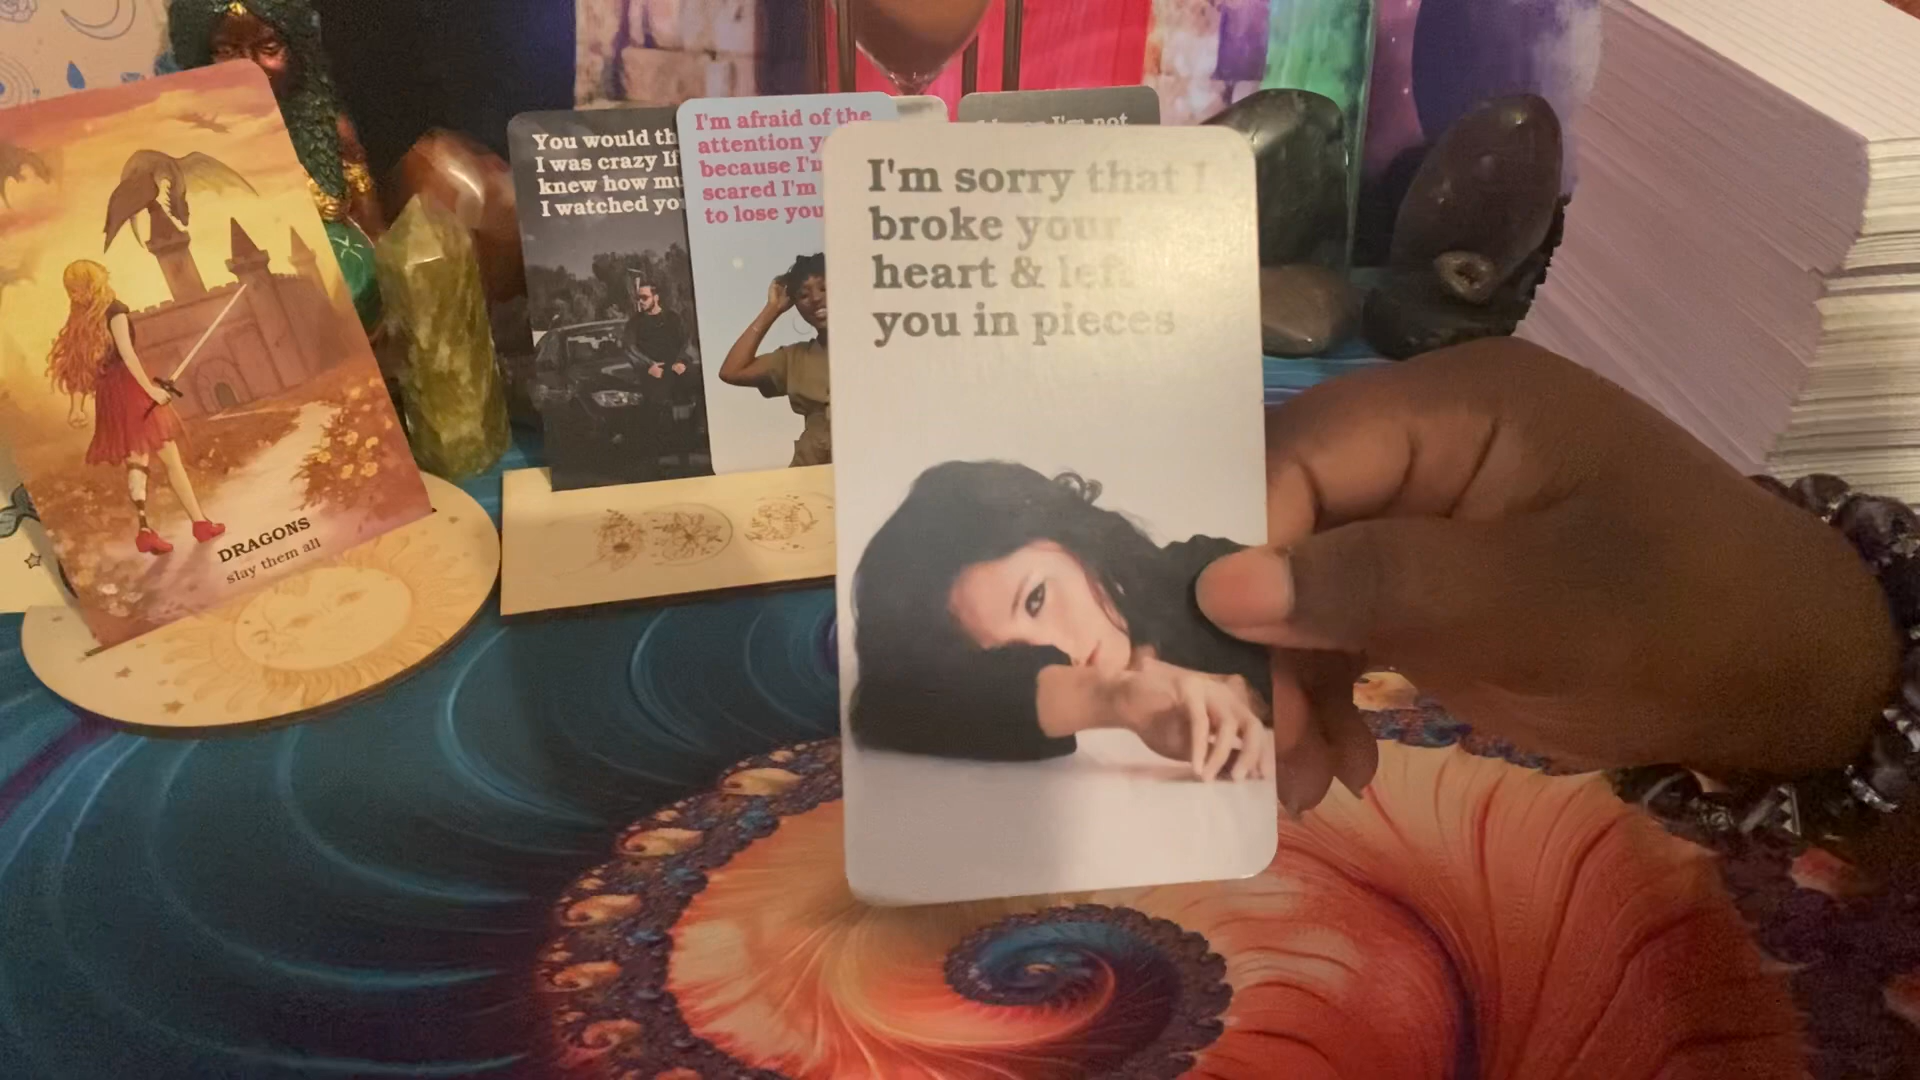 You would th
I was crazy If
knew how mu
I watched yo
I'm afraid of the
attention y
because I'm
scared I'm
to lose you
I'm not
I'm sorry that I
broke your
heart & left
you in pieces
DRAGONS
slay them all